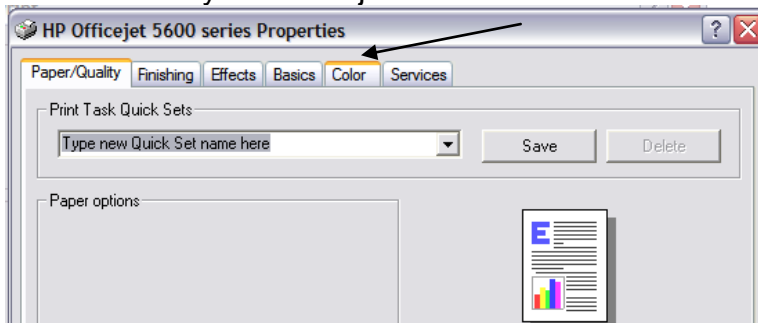 HP Officejet 5600 series Properties
Paper/Quality Finishing Effects Basics Color Services
Print Task Quick Sets
Type new Quick Set name here Save Delete
Paper options
E